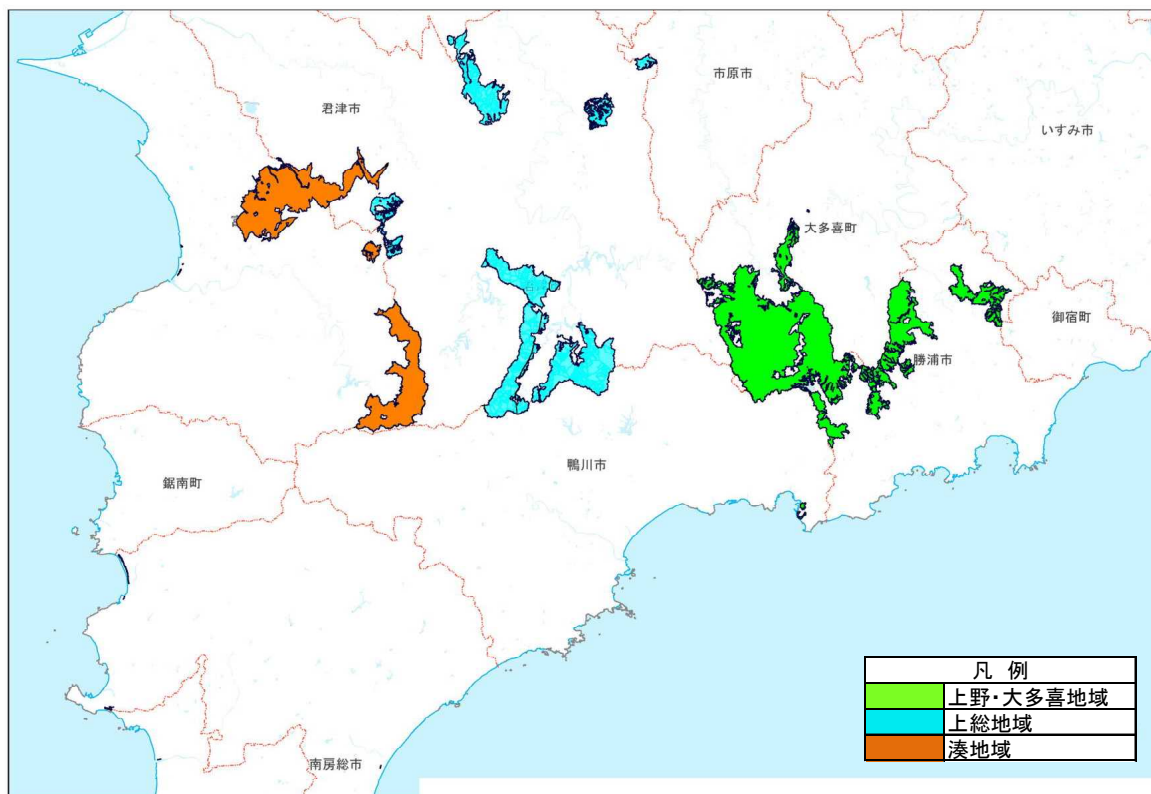 市原市
君津市
いすみ市
大多喜町
御宿町
勝浦市
鴨川市
鋸南町
南房総市
凡 例
上野・大多喜地域
上総地域
湊地域